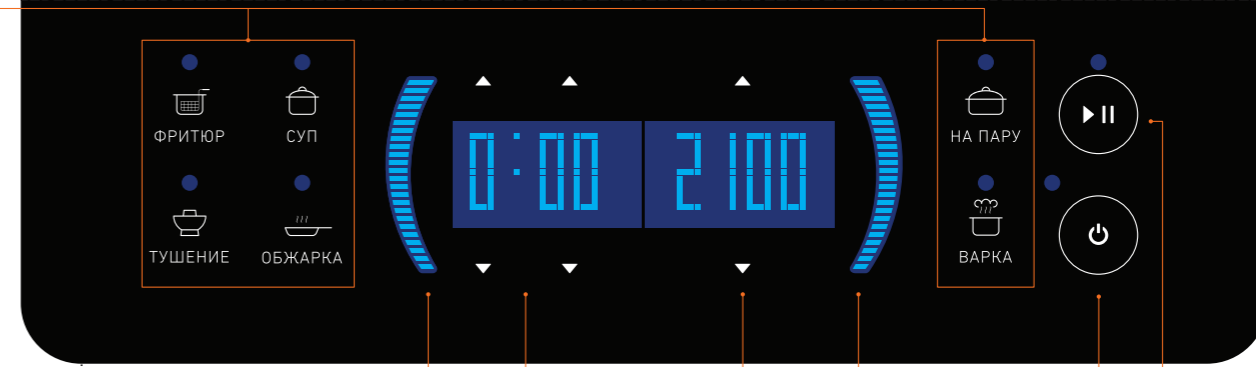 ФРИТЮР
СУП
ТУШЕНИЕ
ОБЖАРКА
0:00
2100
НА ПАРУ
ВАРКА